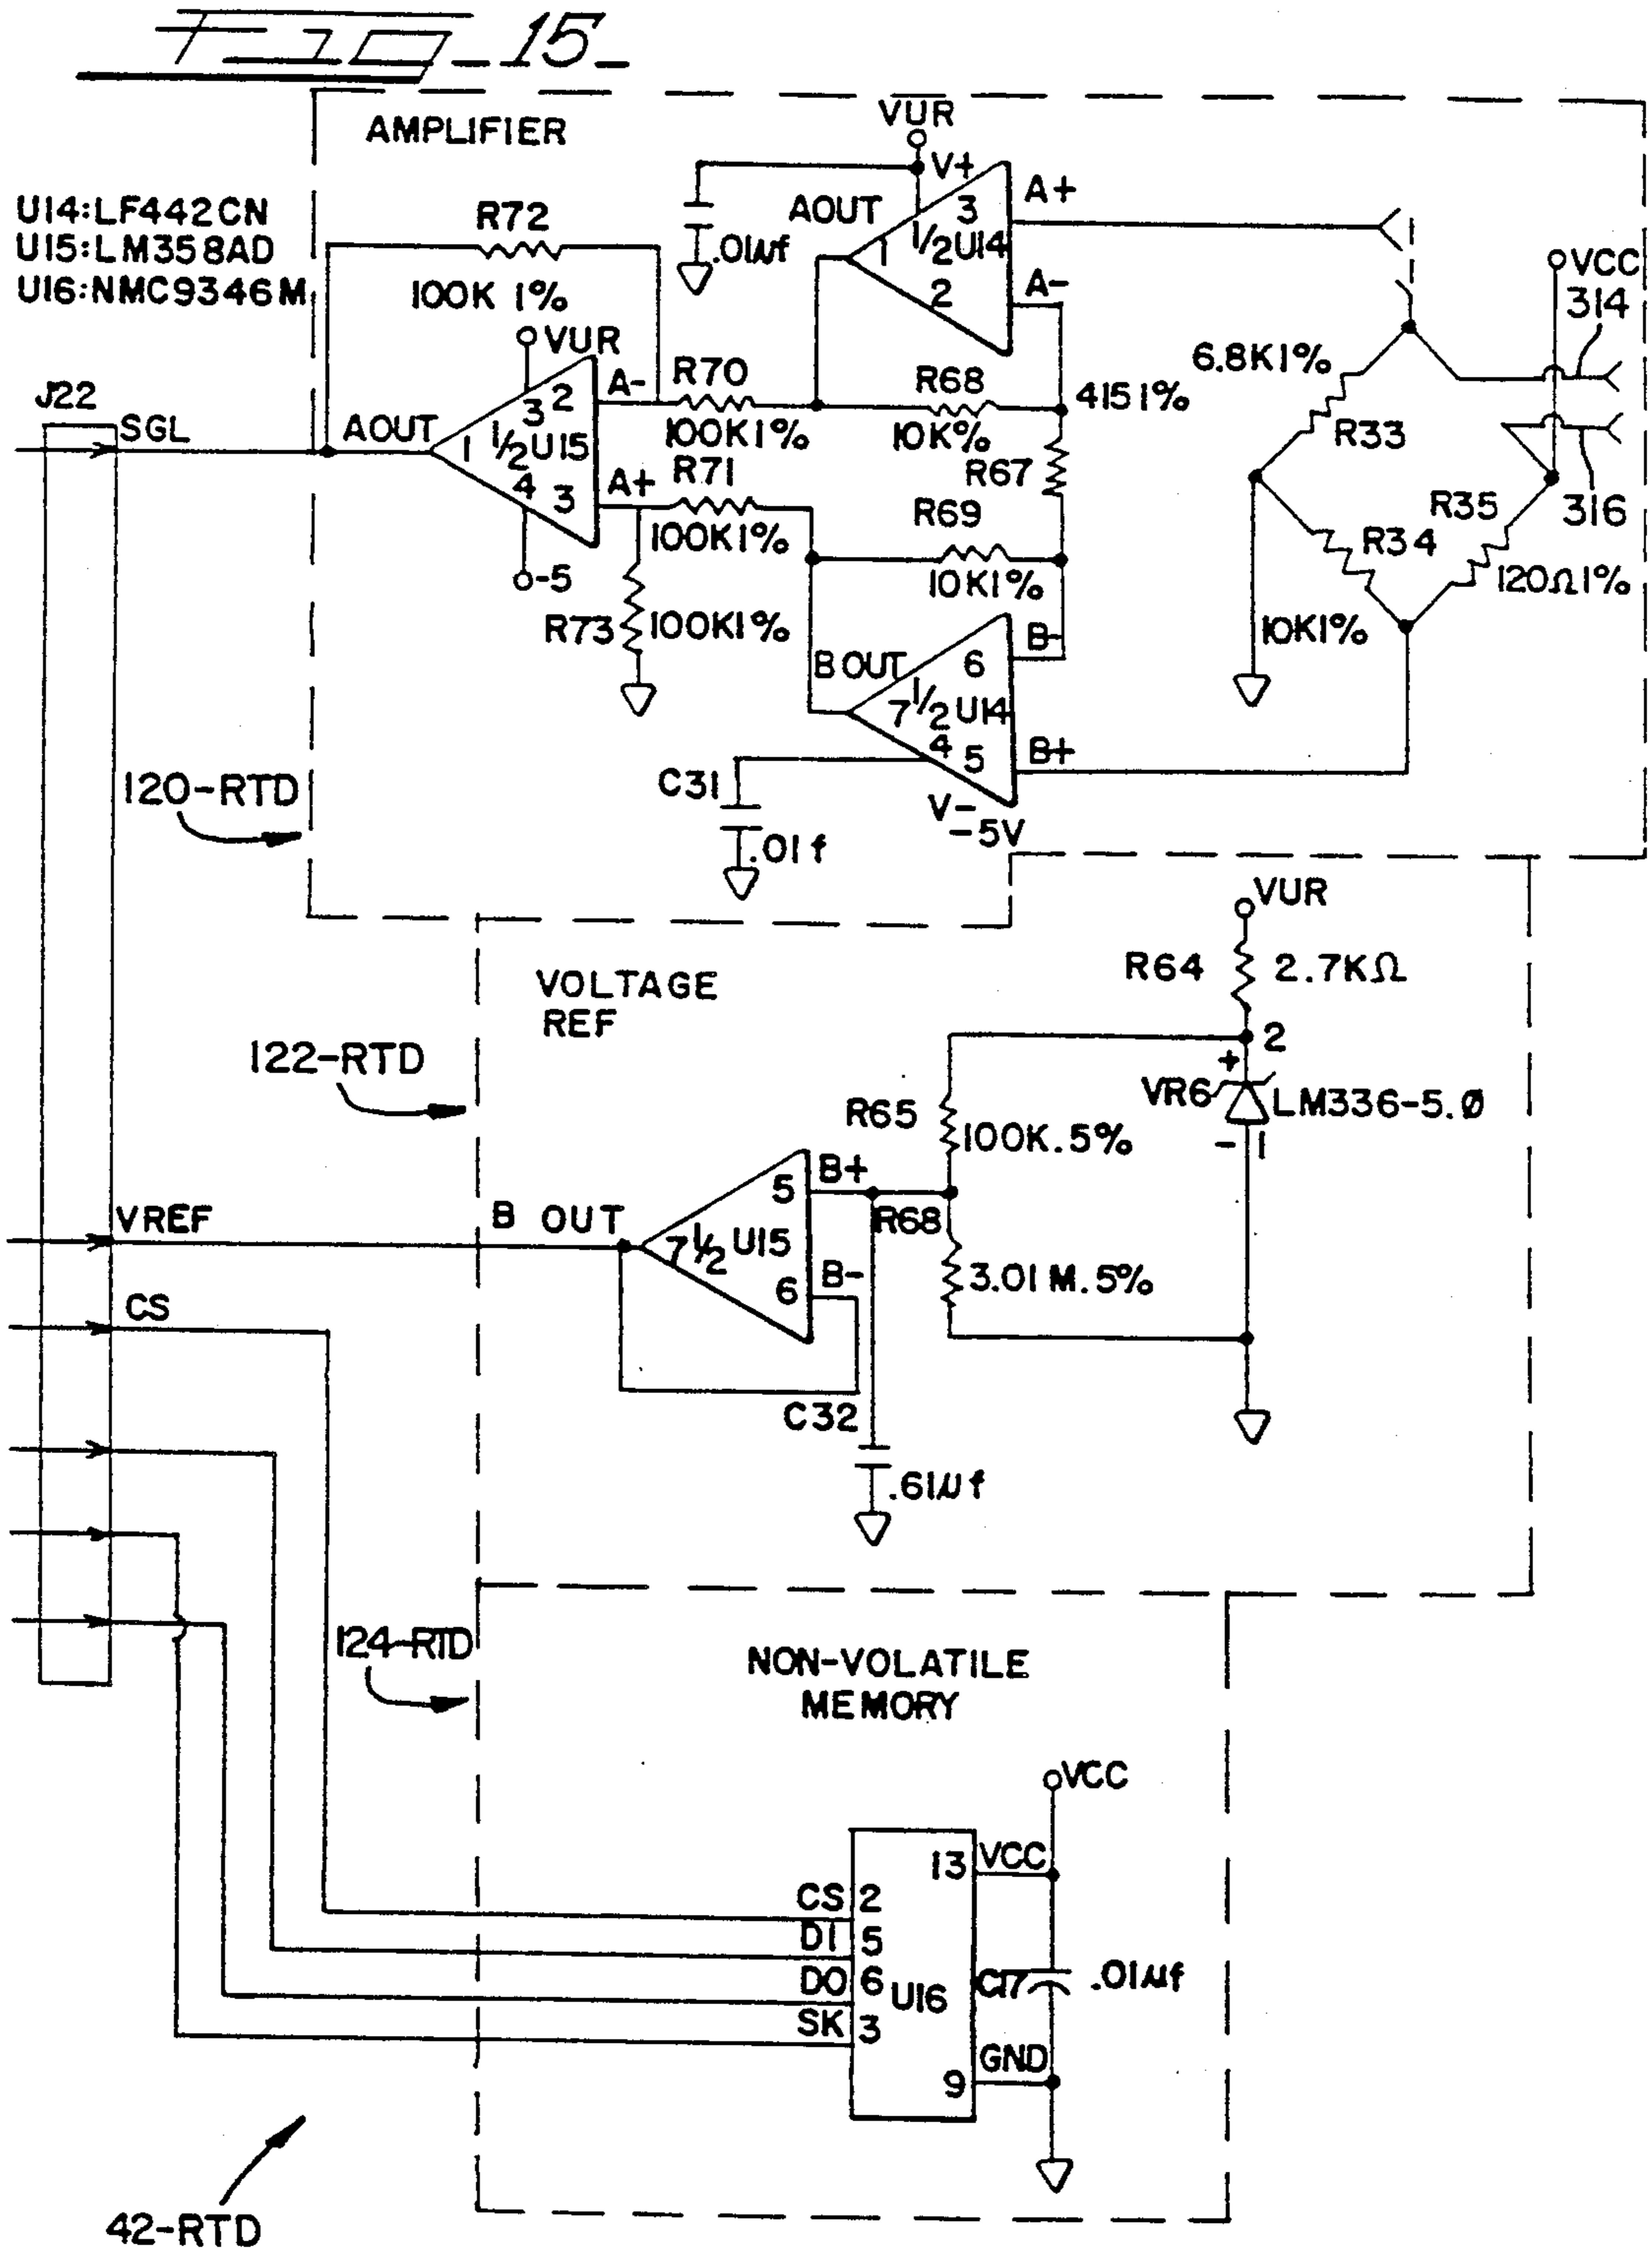 FIG_15_
AMPLIFIER
VUR
U14:LF442CN
U15:LM358AD
U16:NMC9346M
R72
100K 1%
.01µf
AOUT
V+
3
1
1/2U14
2
A+
A-
VCC
314
316
6.8K1%
R33
R34
R35
120Ω1%
10K1%
J22
SGL
AOUT
VUR
3
2
1
1/2U15
4
3
-5
A-
A+
R70
100K1%
R71
100K1%
R73
100K1%
R68
10K%
4151%
R67
R69
10K1%
B OUT
6
7
1/2U14
4
5
B-
B+
V-
-5V
C31
.01f
120-RTD
VOLTAGE
REF
122-RTD
VUR
R64
2.7KΩ
2
+
VR6
LM336-5.Ø
- 1
R65
100K.5%
B+
R68
3.01M.5%
VREF
B OUT
5
7
1/2U15
6
B-
C32
.61µf
CS
124-RTD
NON-VOLATILE
MEMORY
VCC
13
VCC
CS
2
DI
5
DO
6
SK
3
U16
C17
.01µf
GND
9
42-RTD